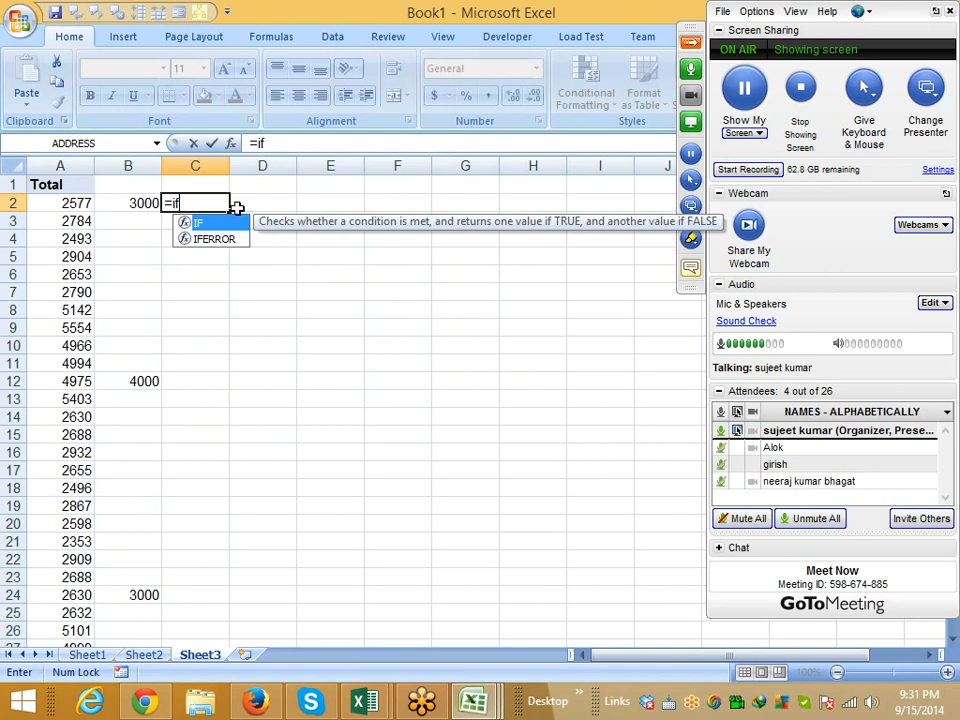 Book1 - Microsoft Excel
Home Insert Page Layout Formulas Data Review View Developer Load Test Team
Paste
11
General
Conditional Formatting
Format as Table
Clipboard Font Alignment Number Styles
ADDRESS
=if
A B C D E F G H I J
1 Total
2 2577 3000 =if
3 2784
4 2493
5 2904
6 2653
7 2790
8 5142
9 5554
10 4966
11 4994
12 4975 4000
13 5403
14 2630
15 2688
16 2932
17 2655
18 2496
19 2867
20 2598
21 2353
22 2909
23 2688
24 2630 3000
25 2632
26 5101
IF
IFERROR
Checks whether a condition is met, and returns one value if TRUE, and another value if FALSE
Sheet1 Sheet2 Sheet3
Enter Num Lock 100%
File Options View Help
Screen Sharing
ON AIR Showing screen
Show My Screen
Stop Showing Screen
Give Keyboard & Mouse
Change Presenter
Start Recording 62.8 GB remaining Settings
Webcam
Share My Webcam
Webcams
Audio
Mic & Speakers Edit
Sound Check
Talking: sujeet kumar
Attendees: 4 out of 26
NAMES - ALPHABETICALLY
sujeet kumar (Organizer, Prese...
Alok
girish
neeraj kumar bhagat
Mute All Unmute All Invite Others
Chat
Meet Now
Meeting ID: 598-674-885
GoToMeeting
Desktop Links
9:31 PM
9/15/2014